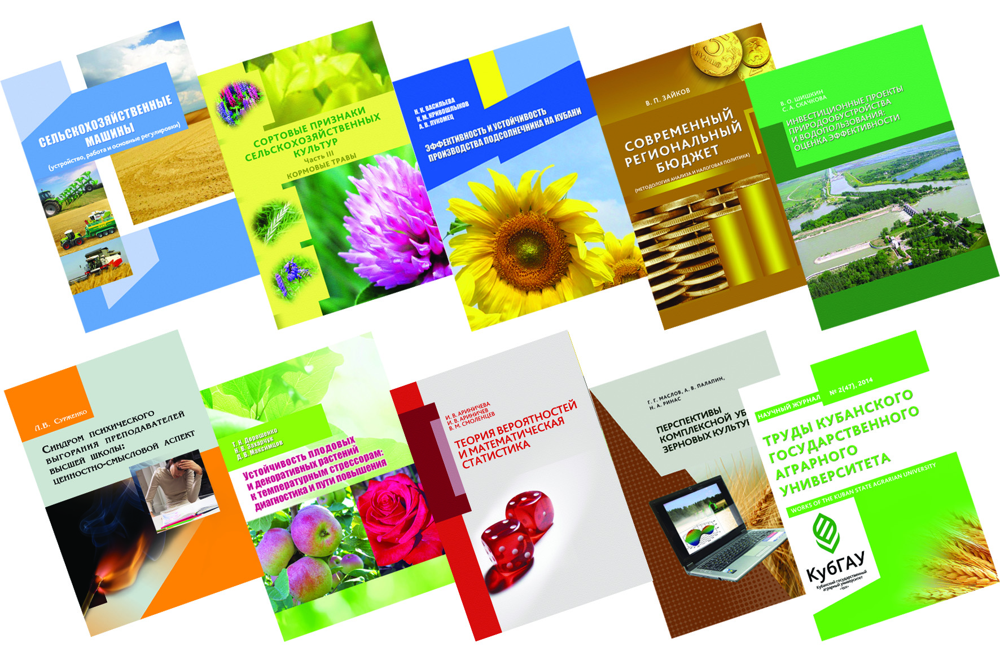 СЕЛЬСКОХОЗЯЙСТВЕННЫЕ
МАШИНЫ
(устройство, работа и основные регулировки)
СОРТОВЫЕ ПРИЗНАКИ
СЕЛЬСКОХОЗЯЙСТВЕННЫХ
КУЛЬТУР
Часть III
КОРМОВЫЕ ТРАВЫ
Н. К. ВАСИЛЬЕВА
Н. М. КРИВОШЛЫКОВ
А. В. ЛУКОМЕЦ
ЭФФЕКТИВНОСТЬ И УСТОЙЧИВОСТЬ
ПРОИЗВОДСТВА ПОДСОЛНЕЧНИКА НА КУБАНИ
В. П. ЗАЙКОВ
СОВРЕМЕННЫЙ
РЕГИОНАЛЬНЫЙ
БЮДЖЕТ
(МЕТОДОЛОГИЯ АНАЛИЗА И НАЛОГОВАЯ ПОЛИТИКА)
В. О. ШИШКИН
С. А. СКАЧКОВА
ИНВЕСТИЦИОННЫЕ ПРОЕКТЫ
ПРИРОДООБУСТРОЙСТВА
И ВОДОПОЛЬЗОВАНИЯ:
ОЦЕНКА ЭФФЕКТИВНОСТИ
Л.В. Сурженко
Синдром психического
выгорания преподавателей
высшей школы:
ценностно-смысловой аспект
Т. Н. Дорошенко
Н. В. Захарчук
Д. В. Максимцов
Устойчивость плодовых
и декоративных растений
к температурным стрессорам:
диагностика и пути повышения
И. В. АРИНИЧЕВА
И. В. АРИНИЧЕВ
В. М. СМОЛЕНЦЕВ
ТЕОРИЯ ВЕРОЯТНОСТЕЙ
И МАТЕМАТИЧЕСКАЯ
СТАТИСТИКА
Г. Г. МАСЛОВ, А. В. ПАЛАПИН,
Н. А. РИНАС
ПЕРСПЕКТИВЫ
КОМПЛЕКСНОЙ УБ
ЗЕРНОВЫХ КУЛЬТУР
НАУЧНЫЙ ЖУРНАЛ
№ 2(47), 2014
ТРУДЫ КУБАНСКОГО
ГОСУДАРСТВЕННОГО
АГРАРНОГО
УНИВЕРСИТЕТА
WORKS OF THE KUBAN STATE AGRARIAN UNIVERSITY
КубГАУ
Кубанский государственный
аграрный университет